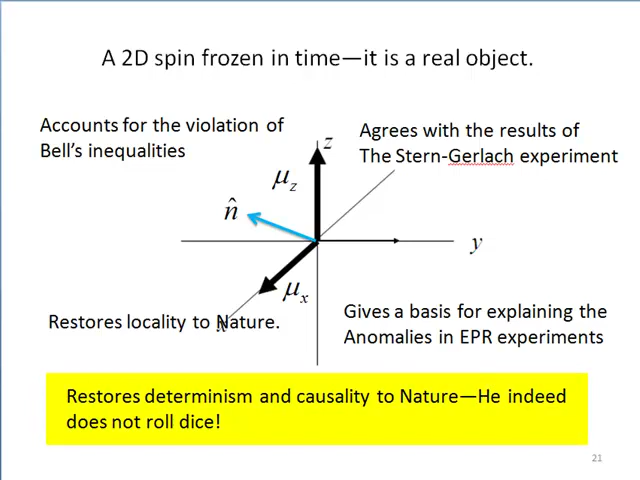 A 2D spin frozen in time—it is a real object.
Accounts for the violation of
Bell's inequalities
Agrees with the results of
The Stern-Gerlach experiment
z
μz
n̂
y
μx
x
Restores locality to Nature.
Gives a basis for explaining the
Anomalies in EPR experiments
Restores determinism and causality to Nature—He indeed
does not roll dice!
21